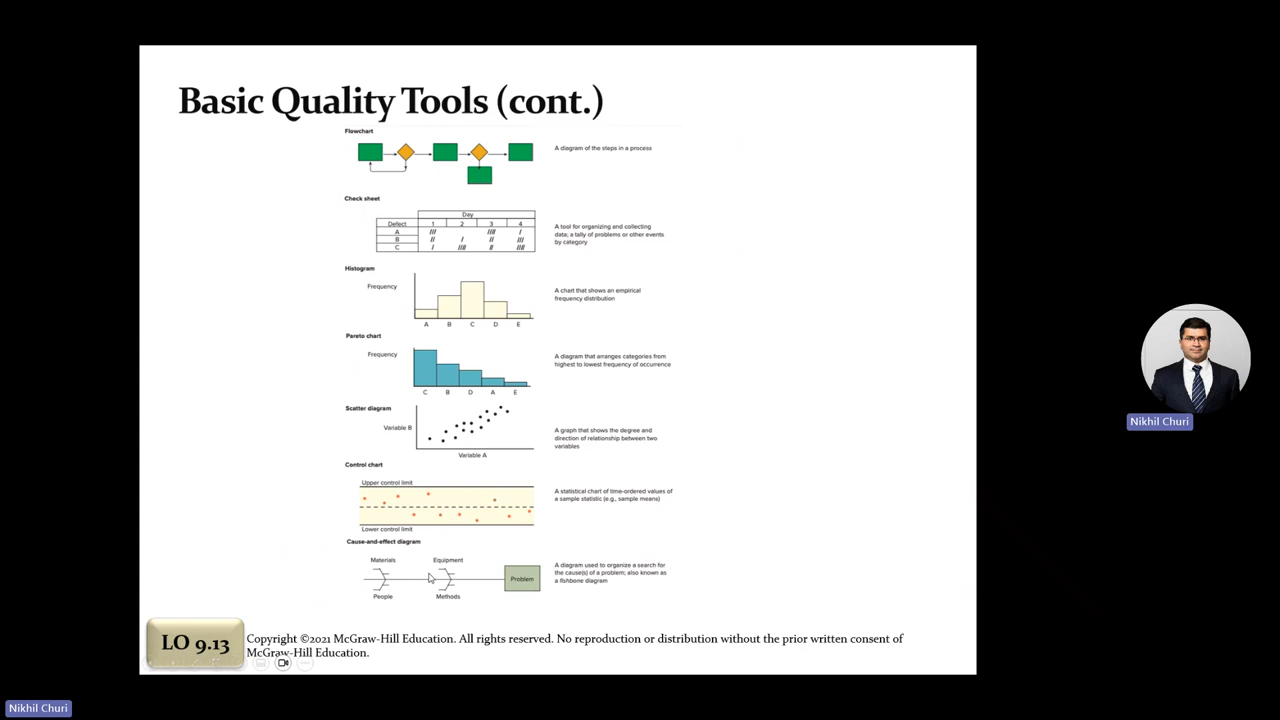 Basic Quality Tools (cont.)
Flowchart
A diagram of the steps in a process
Check sheet
Day
Defect 1 2 3 4
A
B
C
A tool for organizing and collecting
data; a tally of problems or other events
by category
Histogram
Frequency
A B C D E
A chart that shows an empirical
frequency distribution
Pareto chart
Frequency
C B D A E
A diagram that arranges categories from
highest to lowest frequency of occurrence
Scatter diagram
Variable B
Variable A
A graph that shows the degree and
direction of relationship between two
variables
Control chart
Upper control limit
Lower control limit
A statistical chart of time-ordered values of
a sample statistic (e.g., sample means)
Cause-and-effect diagram
Materials Equipment
Problem
People Methods
A diagram used to organize a search for
the cause(s) of a problem; also known as
a fishbone diagram
LO 9.13
Copyright ©2021 McGraw-Hill Education. All rights reserved. No reproduction or distribution without the prior written consent of
McGraw-Hill Education.
Nikhil Churi
Nikhil Churi